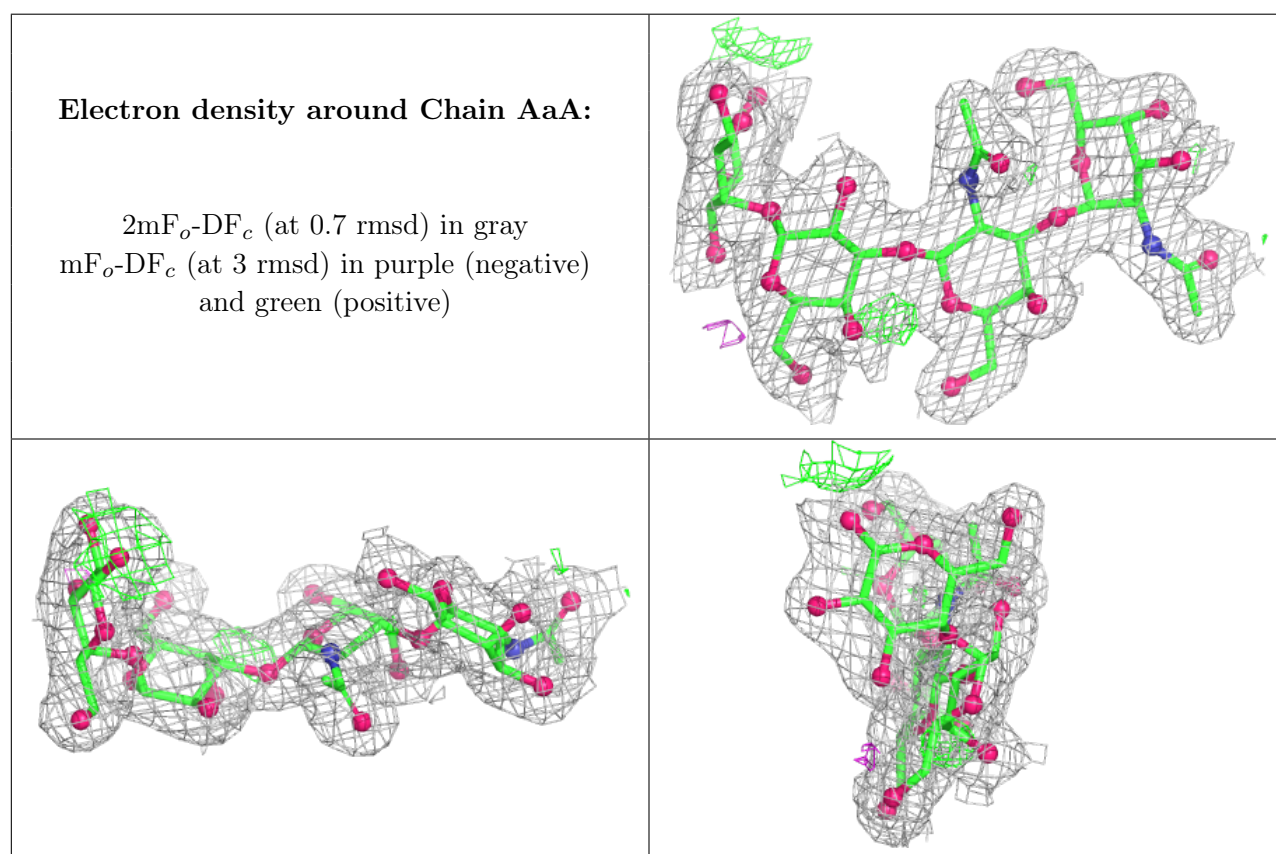 Electron density around Chain AaA:
2mFo-DFc (at 0.7 rmsd) in gray
mFo-DFc (at 3 rmsd) in purple (negative)
and green (positive)